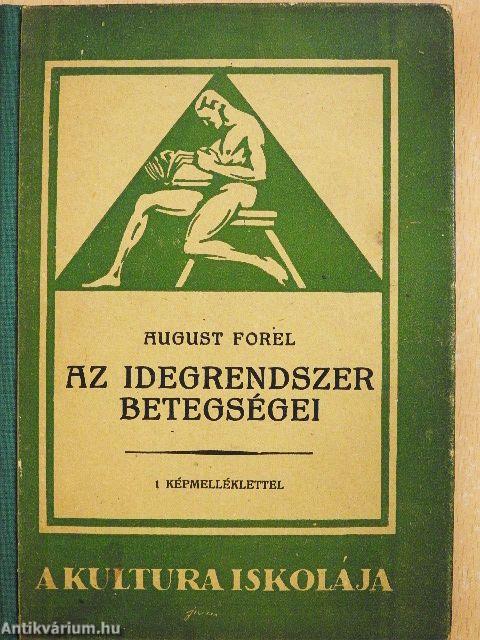 AUGUST FOREL
AZ IDEGRENDSZER
BETEGSÉGEI
1 KÉPMELLÉKLETTEL
A KULTURA ISKOLÁJA
Antikvárium.hu